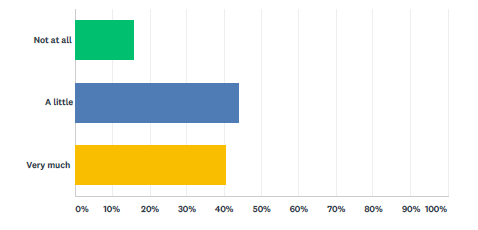 Not at all
A little
Very much
0% 10% 20% 30% 40% 50% 60% 70% 80% 90% 100%